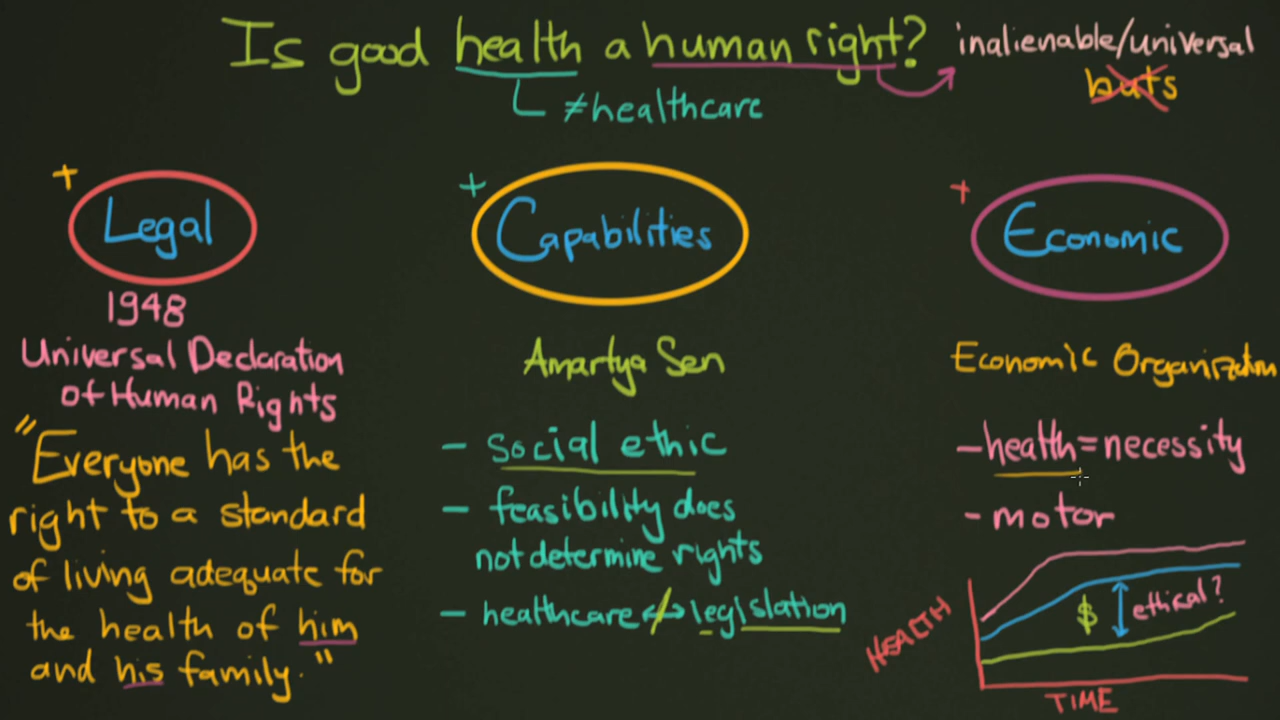 Is good health a human right? inalienable/universal
buts
≠healthcare
+ Legal
1948
Universal Declaration
of Human Rights
"Everyone has the
right to a standard
of living adequate for
the health of him
and his family."
+ Capabilities
Amartya Sen
- social ethic
- feasibility does
not determine rights
- healthcare ↔ legislation
+ Economic
Economic Organization
- health = necessity
- motor
HEALTH
$ ethical?
TIME